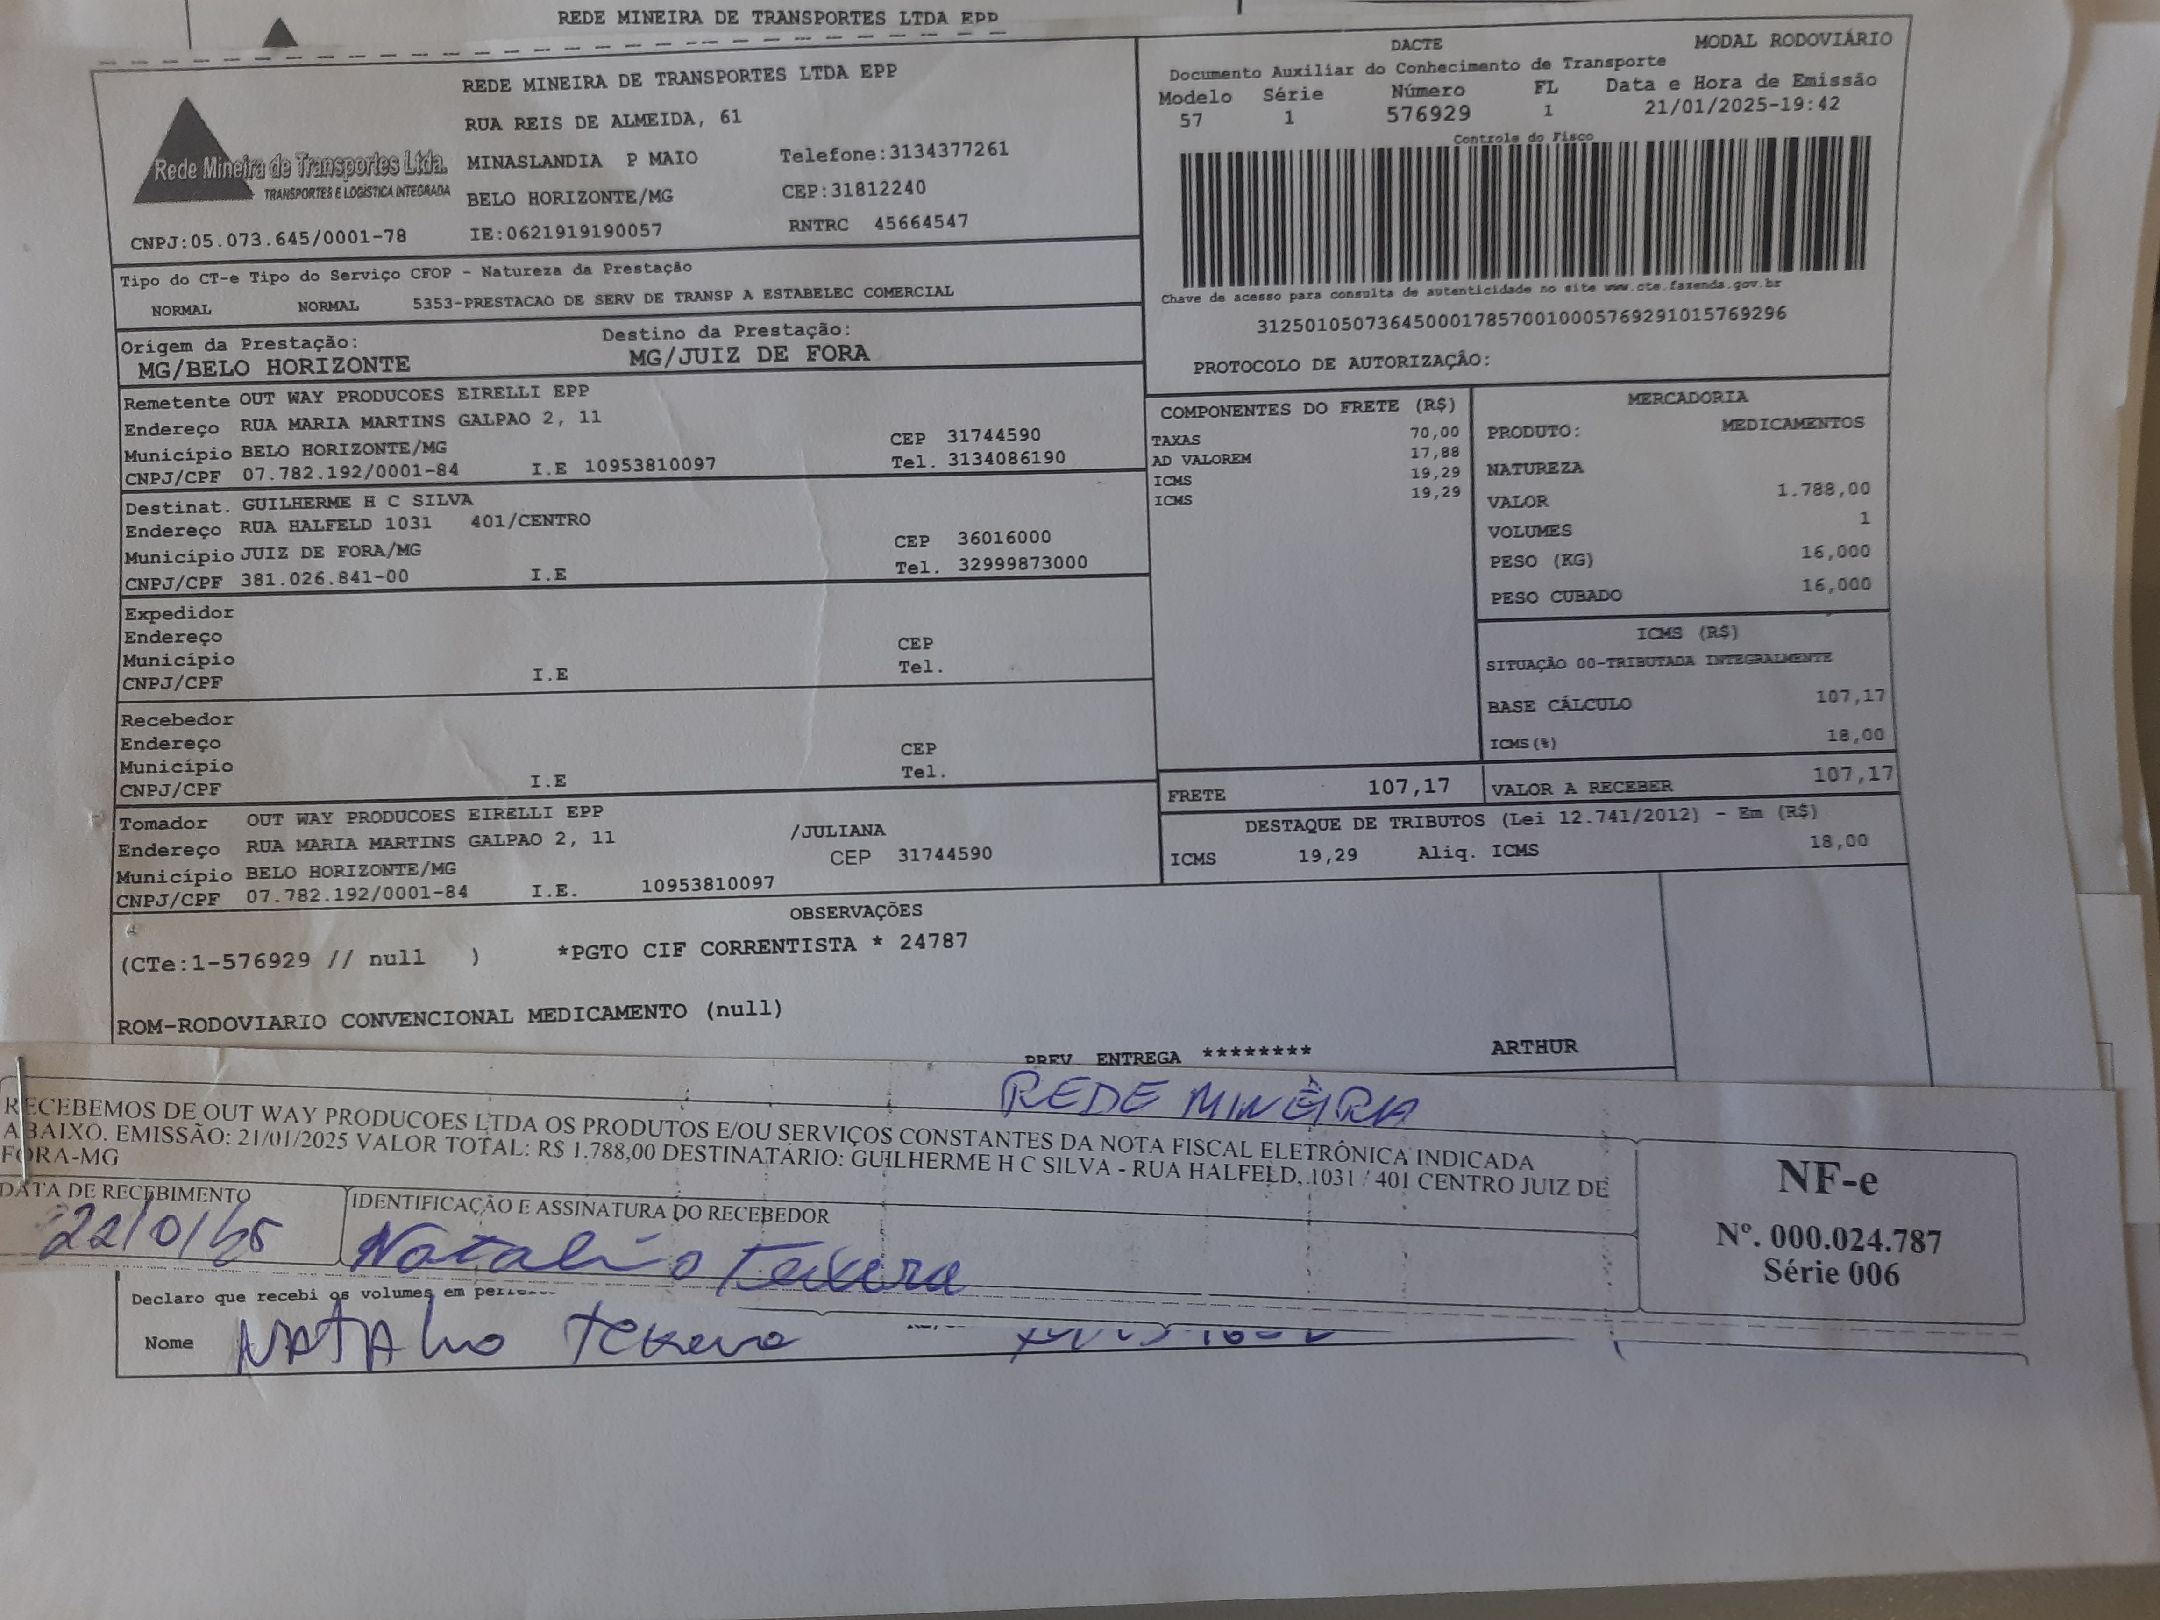 REDE MINEIRA DE TRANSPORTES LTDA EPP
REDE MINEIRA DE TRANSPORTES LTDA EPP
RUA REIS DE ALMEIDA, 61
MINASLANDIA P MAIO Telefone:3134377261
BELO HORIZONTE/MG CEP:31812240
Rede Mineira de Transportes Ltda.
TRANSPORTES E LOGÍSTICA INTEGRADA
CNPJ:05.073.645/0001-78 IE:0621919190057 RNTRC 45664547
DACTE MODAL RODOVIÁRIO
Documento Auxiliar do Conhecimento de Transporte
Modelo Série Número FL Data e Hora de Emissão
57 1 576929 1 21/01/2025-19:42
Controle do Fisco
Chave de acesso para consulta de autenticidade no site www.cte.fazenda.gov.br
31250105073645000178570010005769291015769296
PROTOCOLO DE AUTORIZAÇÃO:
Tipo do CT-e Tipo do Serviço CFOP - Natureza da Prestação
NORMAL NORMAL 5353-PRESTACAO DE SERV DE TRANSP A ESTABELEC COMERCIAL
Origem da Prestação: Destino da Prestação:
MG/BELO HORIZONTE MG/JUIZ DE FORA
Remetente OUT WAY PRODUCOES EIRELLI EPP
Endereço RUA MARIA MARTINS GALPAO 2, 11
Município BELO HORIZONTE/MG CEP 31744590
CNPJ/CPF 07.782.192/0001-84 I.E 10953810097 Tel. 3134086190
Destinat. GUILHERME H C SILVA
Endereço RUA HALFELD 1031 401/CENTRO
Município JUIZ DE FORA/MG CEP 36016000
CNPJ/CPF 381.026.841-00 I.E Tel. 32999873000
Expedidor
Endereço
Município CEP
CNPJ/CPF I.E Tel.
Recebedor
Endereço
Município CEP
CNPJ/CPF I.E Tel.
Tomador OUT WAY PRODUCOES EIRELLI EPP
Endereço RUA MARIA MARTINS GALPAO 2, 11 /JULIANA
Município BELO HORIZONTE/MG CEP 31744590
CNPJ/CPF 07.782.192/0001-84 I.E. 10953810097
COMPONENTES DO FRETE (R$)
TAXAS 70,00
AD VALOREM 17,88
ICMS 19,29
ICMS 19,29
MERCADORIA
PRODUTO: MEDICAMENTOS
NATUREZA
VALOR 1.788,00
VOLUMES 1
PESO (KG) 16,000
PESO CUBADO 16,000
ICMS (R$)
SITUAÇÃO 00-TRIBUTADA INTEGRALMENTE
BASE CÁLCULO 107,17
ICMS(%) 18,00
FRETE 107,17 VALOR A RECEBER 107,17
DESTAQUE DE TRIBUTOS (Lei 12.741/2012) - Em (R$)
ICMS 19,29 Aliq. ICMS 18,00
OBSERVAÇÕES
(CTe:1-576929 // null ) *PGTO CIF CORRENTISTA * 24787
ROM-RODOVIARIO CONVENCIONAL MEDICAMENTO (null)
PREV ENTREGA ******** ARTHUR
REDE MINEIRA
RECEBEMOS DE OUT WAY PRODUCOES LTDA OS PRODUTOS E/OU SERVIÇOS CONSTANTES DA NOTA FISCAL ELETRÔNICA INDICADA
ABAIXO. EMISSÃO: 21/01/2025 VALOR TOTAL: R$ 1.788,00 DESTINATÁRIO: GUILHERME H C SILVA - RUA HALFELD, 1031 / 401 CENTRO JUIZ DE
FORA-MG
DATA DE RECEBIMENTO IDENTIFICAÇÃO E ASSINATURA DO RECEBEDOR
22/01/25 Natalino Teixeira
NF-e
Nº. 000.024.787
Série 006
Declaro que recebi os volumes em
Nome